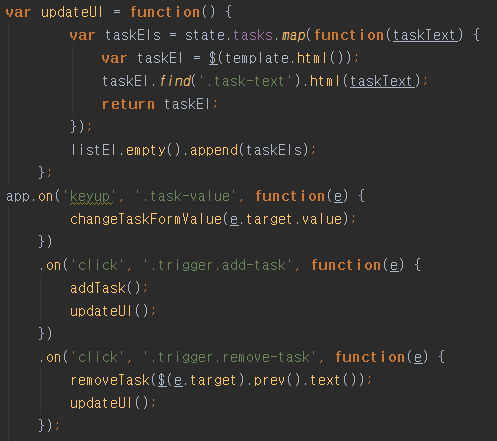 var updateUI = function() {
var taskEls = state.tasks.map(function(taskText) {
var taskEl = $(template.html());
taskEl.find('.task-text').html(taskText);
return taskEl;
});
listEl.empty().append(taskEls);
};
app.on('keyup', '.task-value', function(e) {
changeTaskFormValue(e.target.value);
})
.on('click', '.trigger.add-task', function(e) {
addTask();
updateUI();
})
.on('click', '.trigger.remove-task', function(e) {
removeTask($(e.target).prev().text());
updateUI();
});